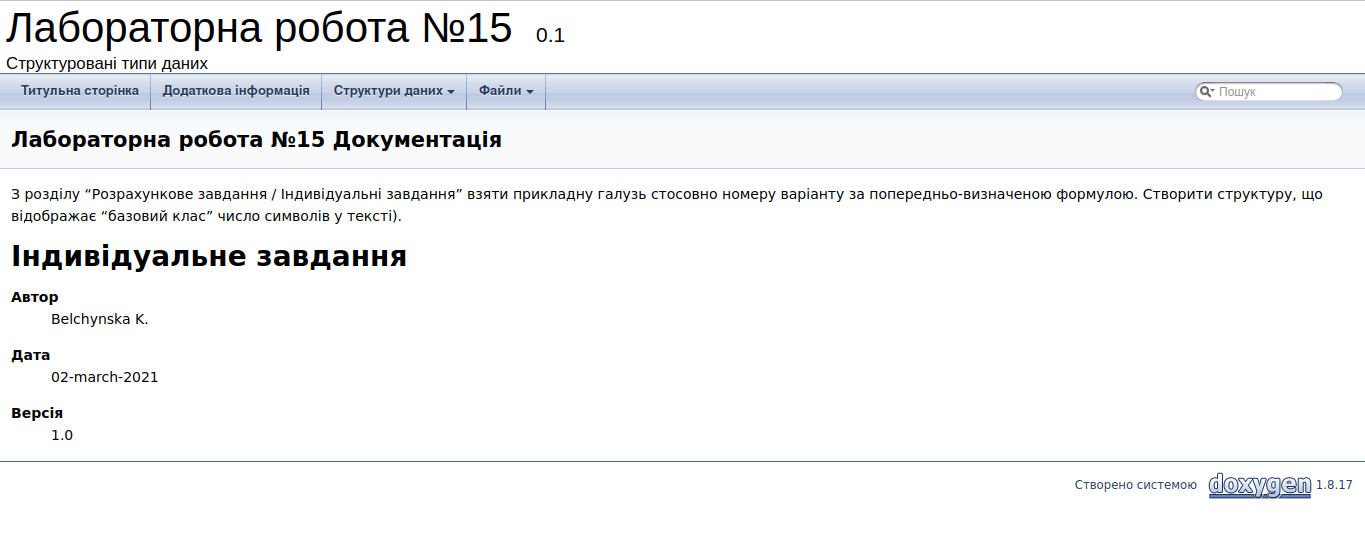 Лабораторна робота №15 0.1
Структуровані типи даних
Титульна сторінка Додаткова інформація Структури даних Файли Пошук
Лабораторна робота №15 Документація
З розділу “Розрахункове завдання / Індивідуальні завдання” взяти прикладну галузь стосовно номеру варіанту за попередньо-визначеною формулою. Створити структуру, що
відображає “базовий клас” число символів у тексті).
Індивідуальне завдання
Автор
Belchynska K.
Дата
02-march-2021
Версія
1.0
Створено системою doxygen 1.8.17